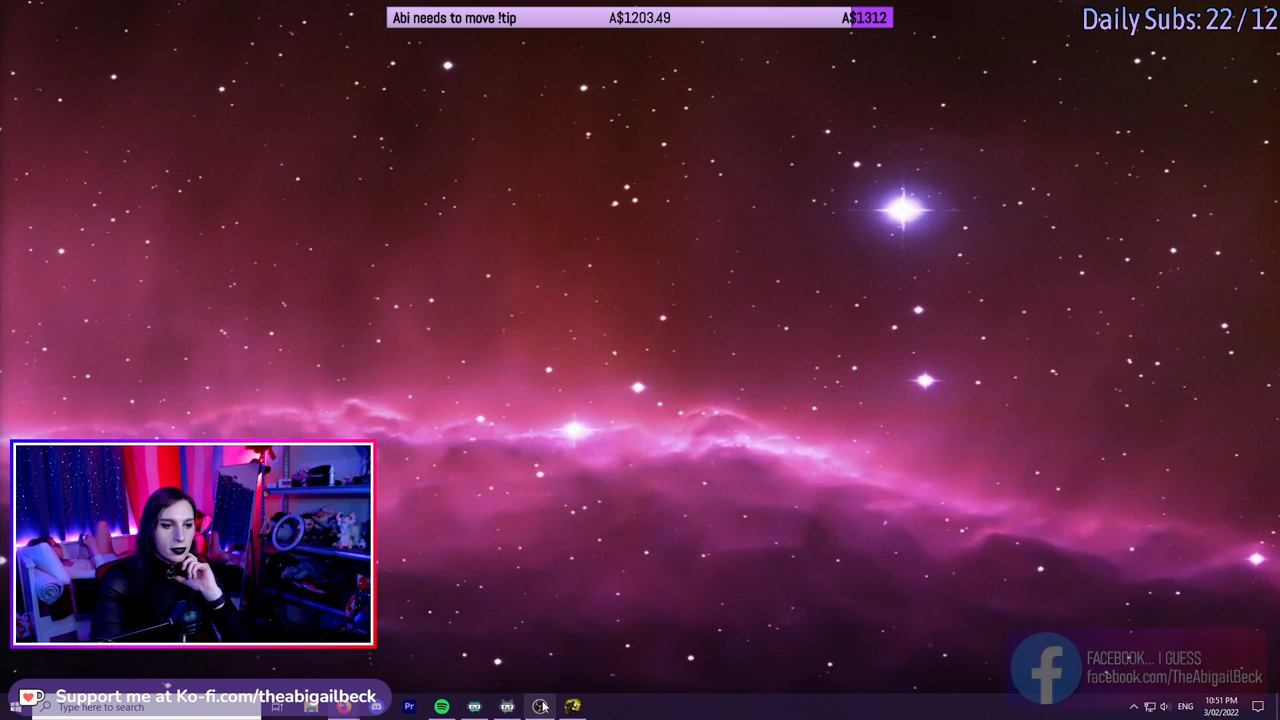 Abi needs to move !tip A$1203.49 A$1312
Daily Subs: 22 / 12
FACEBOOK... I GUESS
facebook.com/TheAbigailBeck
Support me at Ko-fi.com/theabigailbeck
Type here to search
Pr
ENG
10:51 PM
3/02/2022